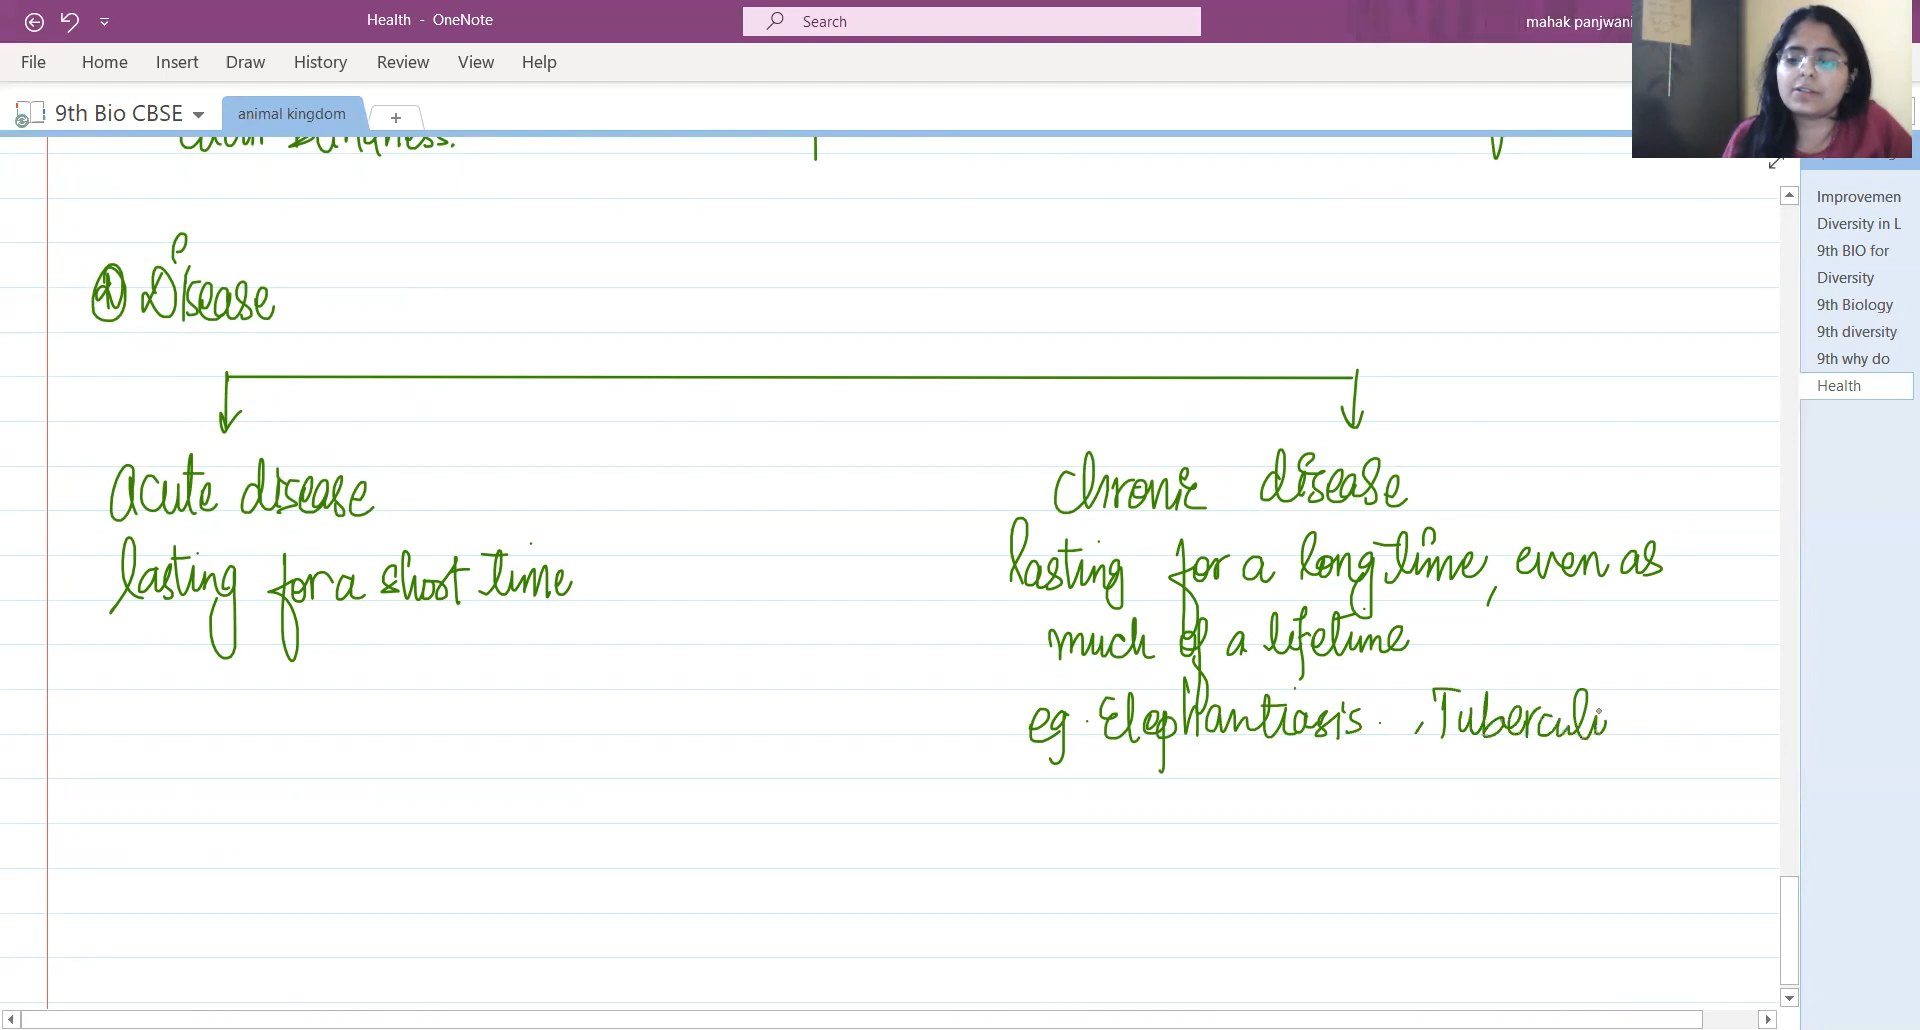 Health - OneNote
Search
mahak panjwani
File Home Insert Draw History Review View Help
9th Bio CBSE
animal kingdom
+
blindness.
Improvemen
Diversity in L
9th BIO for
Diversity
9th Biology
9th diversity
9th why do
Health
Disease
Acute disease
lasting for a short time
Chronic disease
lasting for a long time, even as
much of a lifetime
eg. Elephantiasis. , Tuberculi